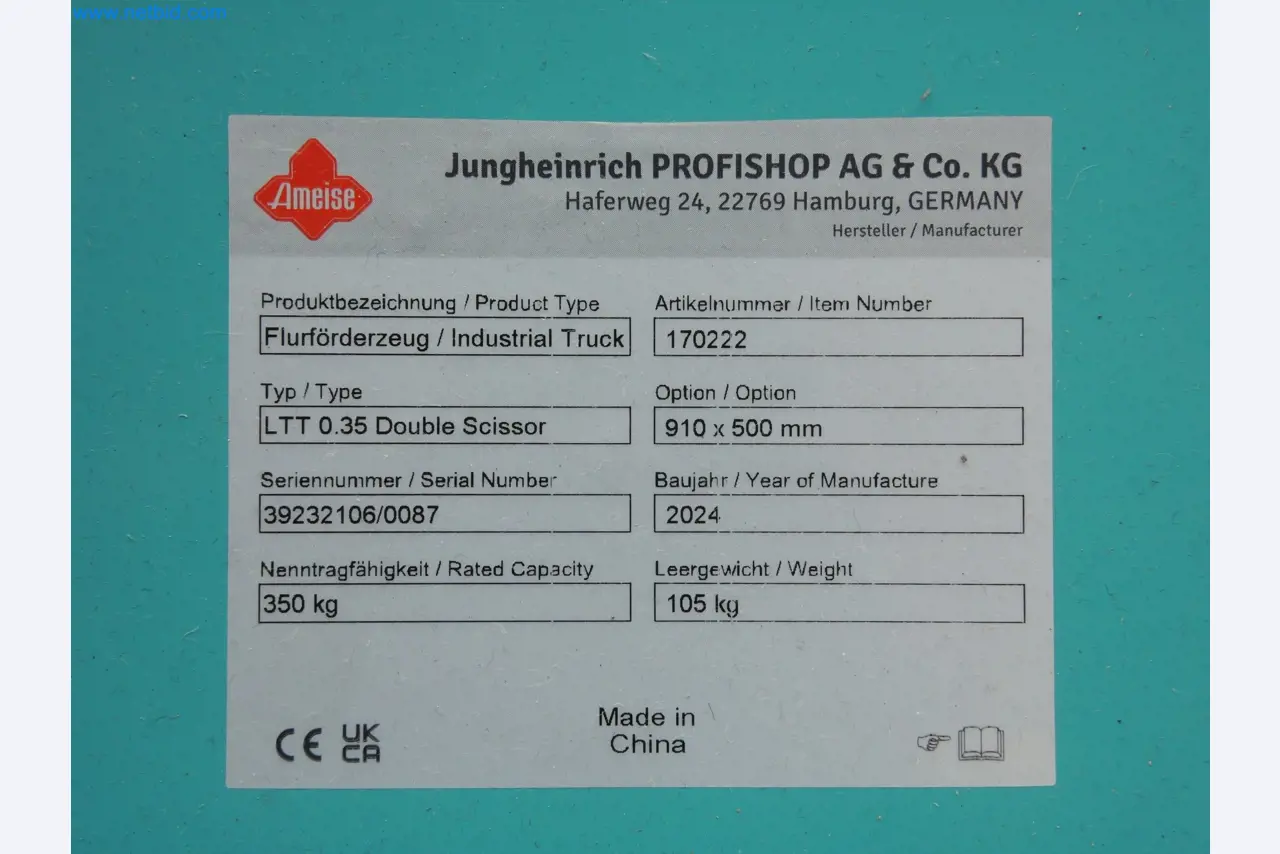 www.netbid.com
Ameise
Jungheinrich PROFISHOP AG & Co. KG
Haferweg 24, 22769 Hamburg, GERMANY
Hersteller / Manufacturer
Produktbezeichnung / Product Type
Flurförderzeug / Industrial Truck
Artikelnummer / Item Number
170222
Typ / Type
LTT 0.35 Double Scissor
Option / Option
910 x 500 mm
Seriennummer / Serial Number
39232106/0087
Baujahr / Year of Manufacture
2024
Nenntragfähigkeit / Rated Capacity
350 kg
Leergewicht / Weight
105 kg
Made in
China
CE
UK
CA